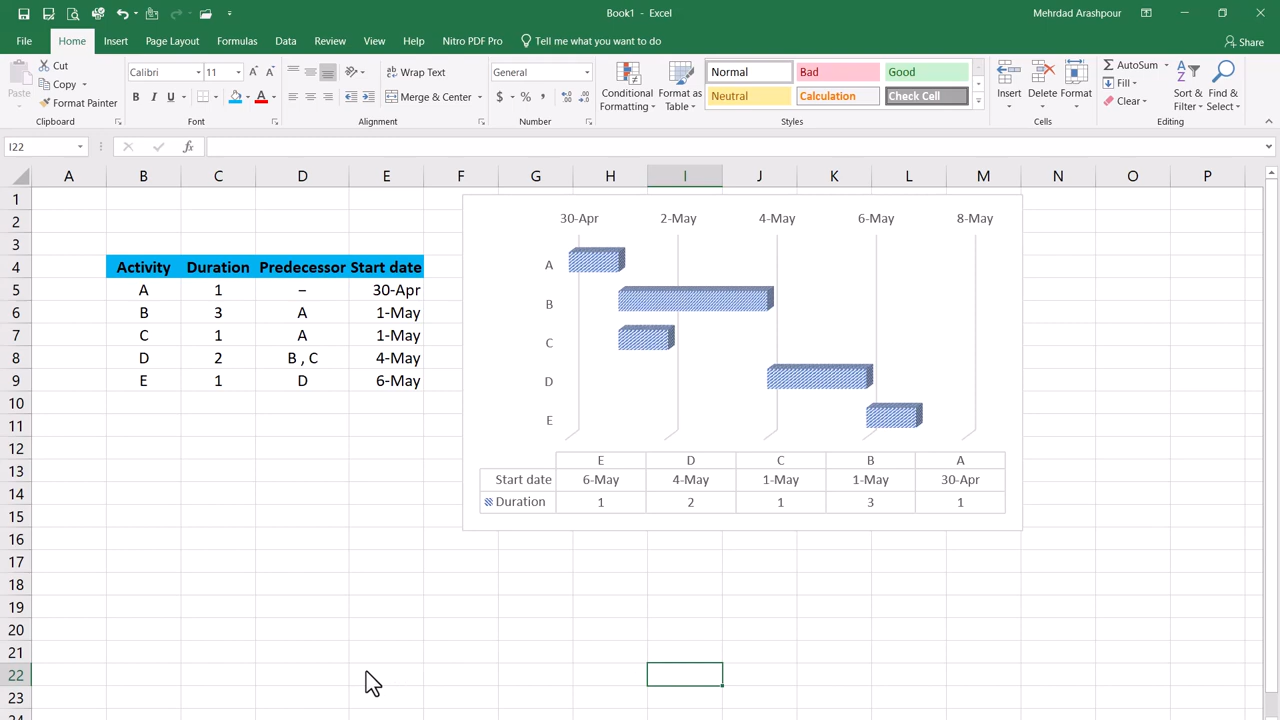 Book1 - Excel
Mehrdad Arashpour
File Home Insert Page Layout Formulas Data Review View Help Nitro PDF Pro Tell me what you want to do
Share
Paste
Cut
Copy
Format Painter
Clipboard
Calibri 11
B I U
Font
Wrap Text
Merge & Center
Alignment
General
$ % ,
Number
Conditional Formatting
Format as Table
Normal Bad Good
Neutral Calculation Check Cell
Styles
Insert Delete Format
Cells
AutoSum
Fill
Clear
Sort & Filter
Find & Select
Editing
I22
fx
A B C D E F G H I J K L M N O P
1
2
3
4
5
6
7
8
9
10
11
12
13
14
15
16
17
18
19
20
21
22
23
Activity Duration Predecessor Start date
A 1 – 30-Apr
B 3 A 1-May
C 1 A 1-May
D 2 B , C 4-May
E 1 D 6-May
30-Apr 2-May 4-May 6-May 8-May
A
B
C
D
E
E D C B A
Start date 6-May 4-May 1-May 1-May 30-Apr
Duration 1 2 1 3 1